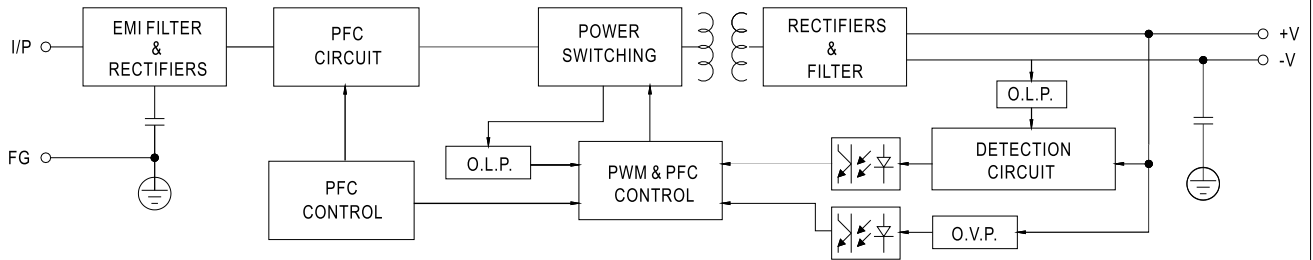 I/P
EMI FILTER
&
RECTIFIERS
PFC
CIRCUIT
POWER
SWITCHING
RECTIFIERS
&
FILTER
+V
-V
O.L.P.
FG
O.L.P.
PFC
CONTROL
PWM & PFC
CONTROL
DETECTION
CIRCUIT
O.V.P.